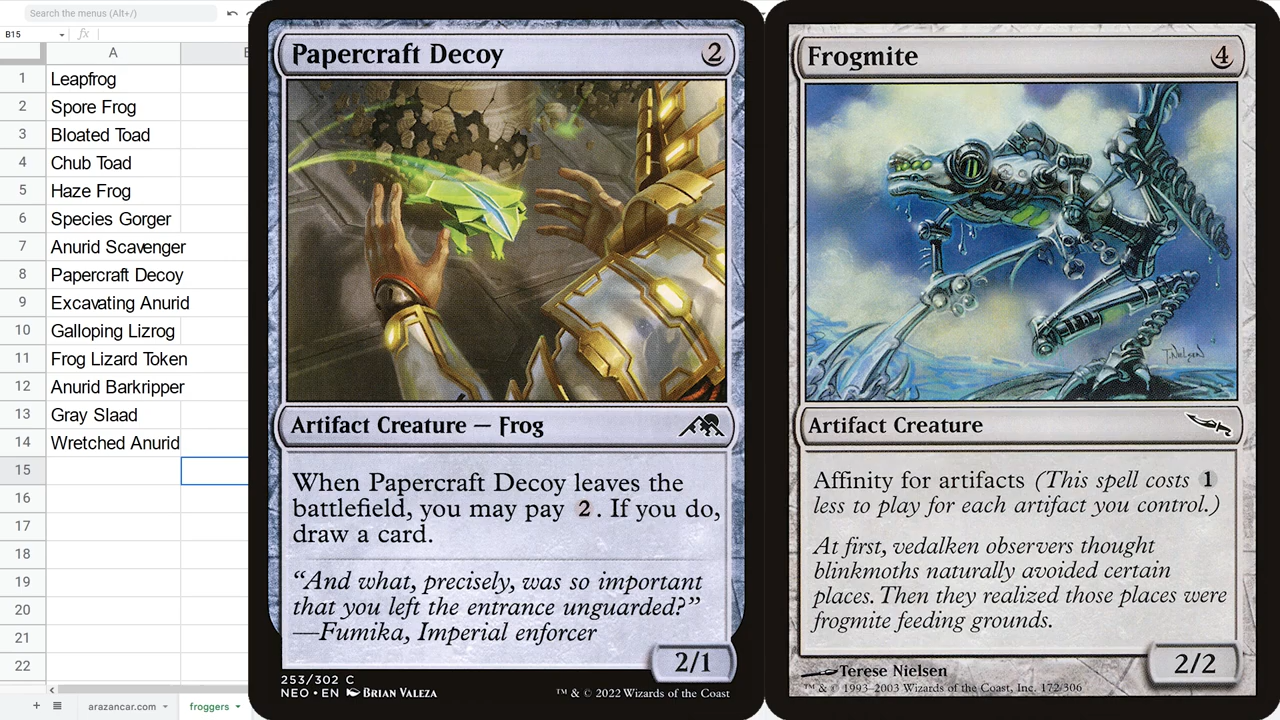 Search the menus (Alt+/)
B15
fx
A
1 Leapfrog
2 Spore Frog
3 Bloated Toad
4 Chub Toad
5 Haze Frog
6 Species Gorger
7 Anurid Scavenger
8 Papercraft Decoy
9 Excavating Anurid
10 Galloping Lizrog
11 Frog Lizard Token
12 Anurid Barkripper
13 Gray Slaad
14 Wretched Anurid
15
16
17
18
19
20
21
22
arazancar.com
froggers
Papercraft Decoy 2
Artifact Creature — Frog
When Papercraft Decoy leaves the
battlefield, you may pay 2. If you do,
draw a card.
“And what, precisely, was so important
that you left the entrance unguarded?”
—Fumika, Imperial enforcer
2/1
253/302 C
NEO • EN Brian Valeza
™ & © 2022 Wizards of the Coast
Frogmite 4
T. Nielsen
Artifact Creature
Affinity for artifacts (This spell costs 1
less to play for each artifact you control.)
At first, vedalken observers thought
blinkmoths naturally avoided certain
places. Then they realized those places were
frogmite feeding grounds.
2/2
Terese Nielsen
™ & © 1993–2003 Wizards of the Coast, Inc. 172/306